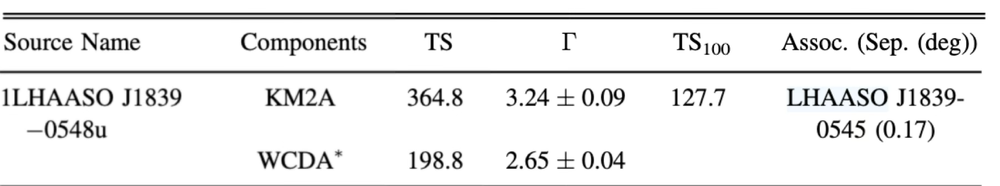 Source Name Components TS Γ TS₁₀₀ Assoc. (Sep. (deg))
1LHAASO J1839 KM2A 364.8 3.24 ± 0.09 127.7 LHAASO J1839-
−0548u 0545 (0.17)
WCDA* 198.8 2.65 ± 0.04